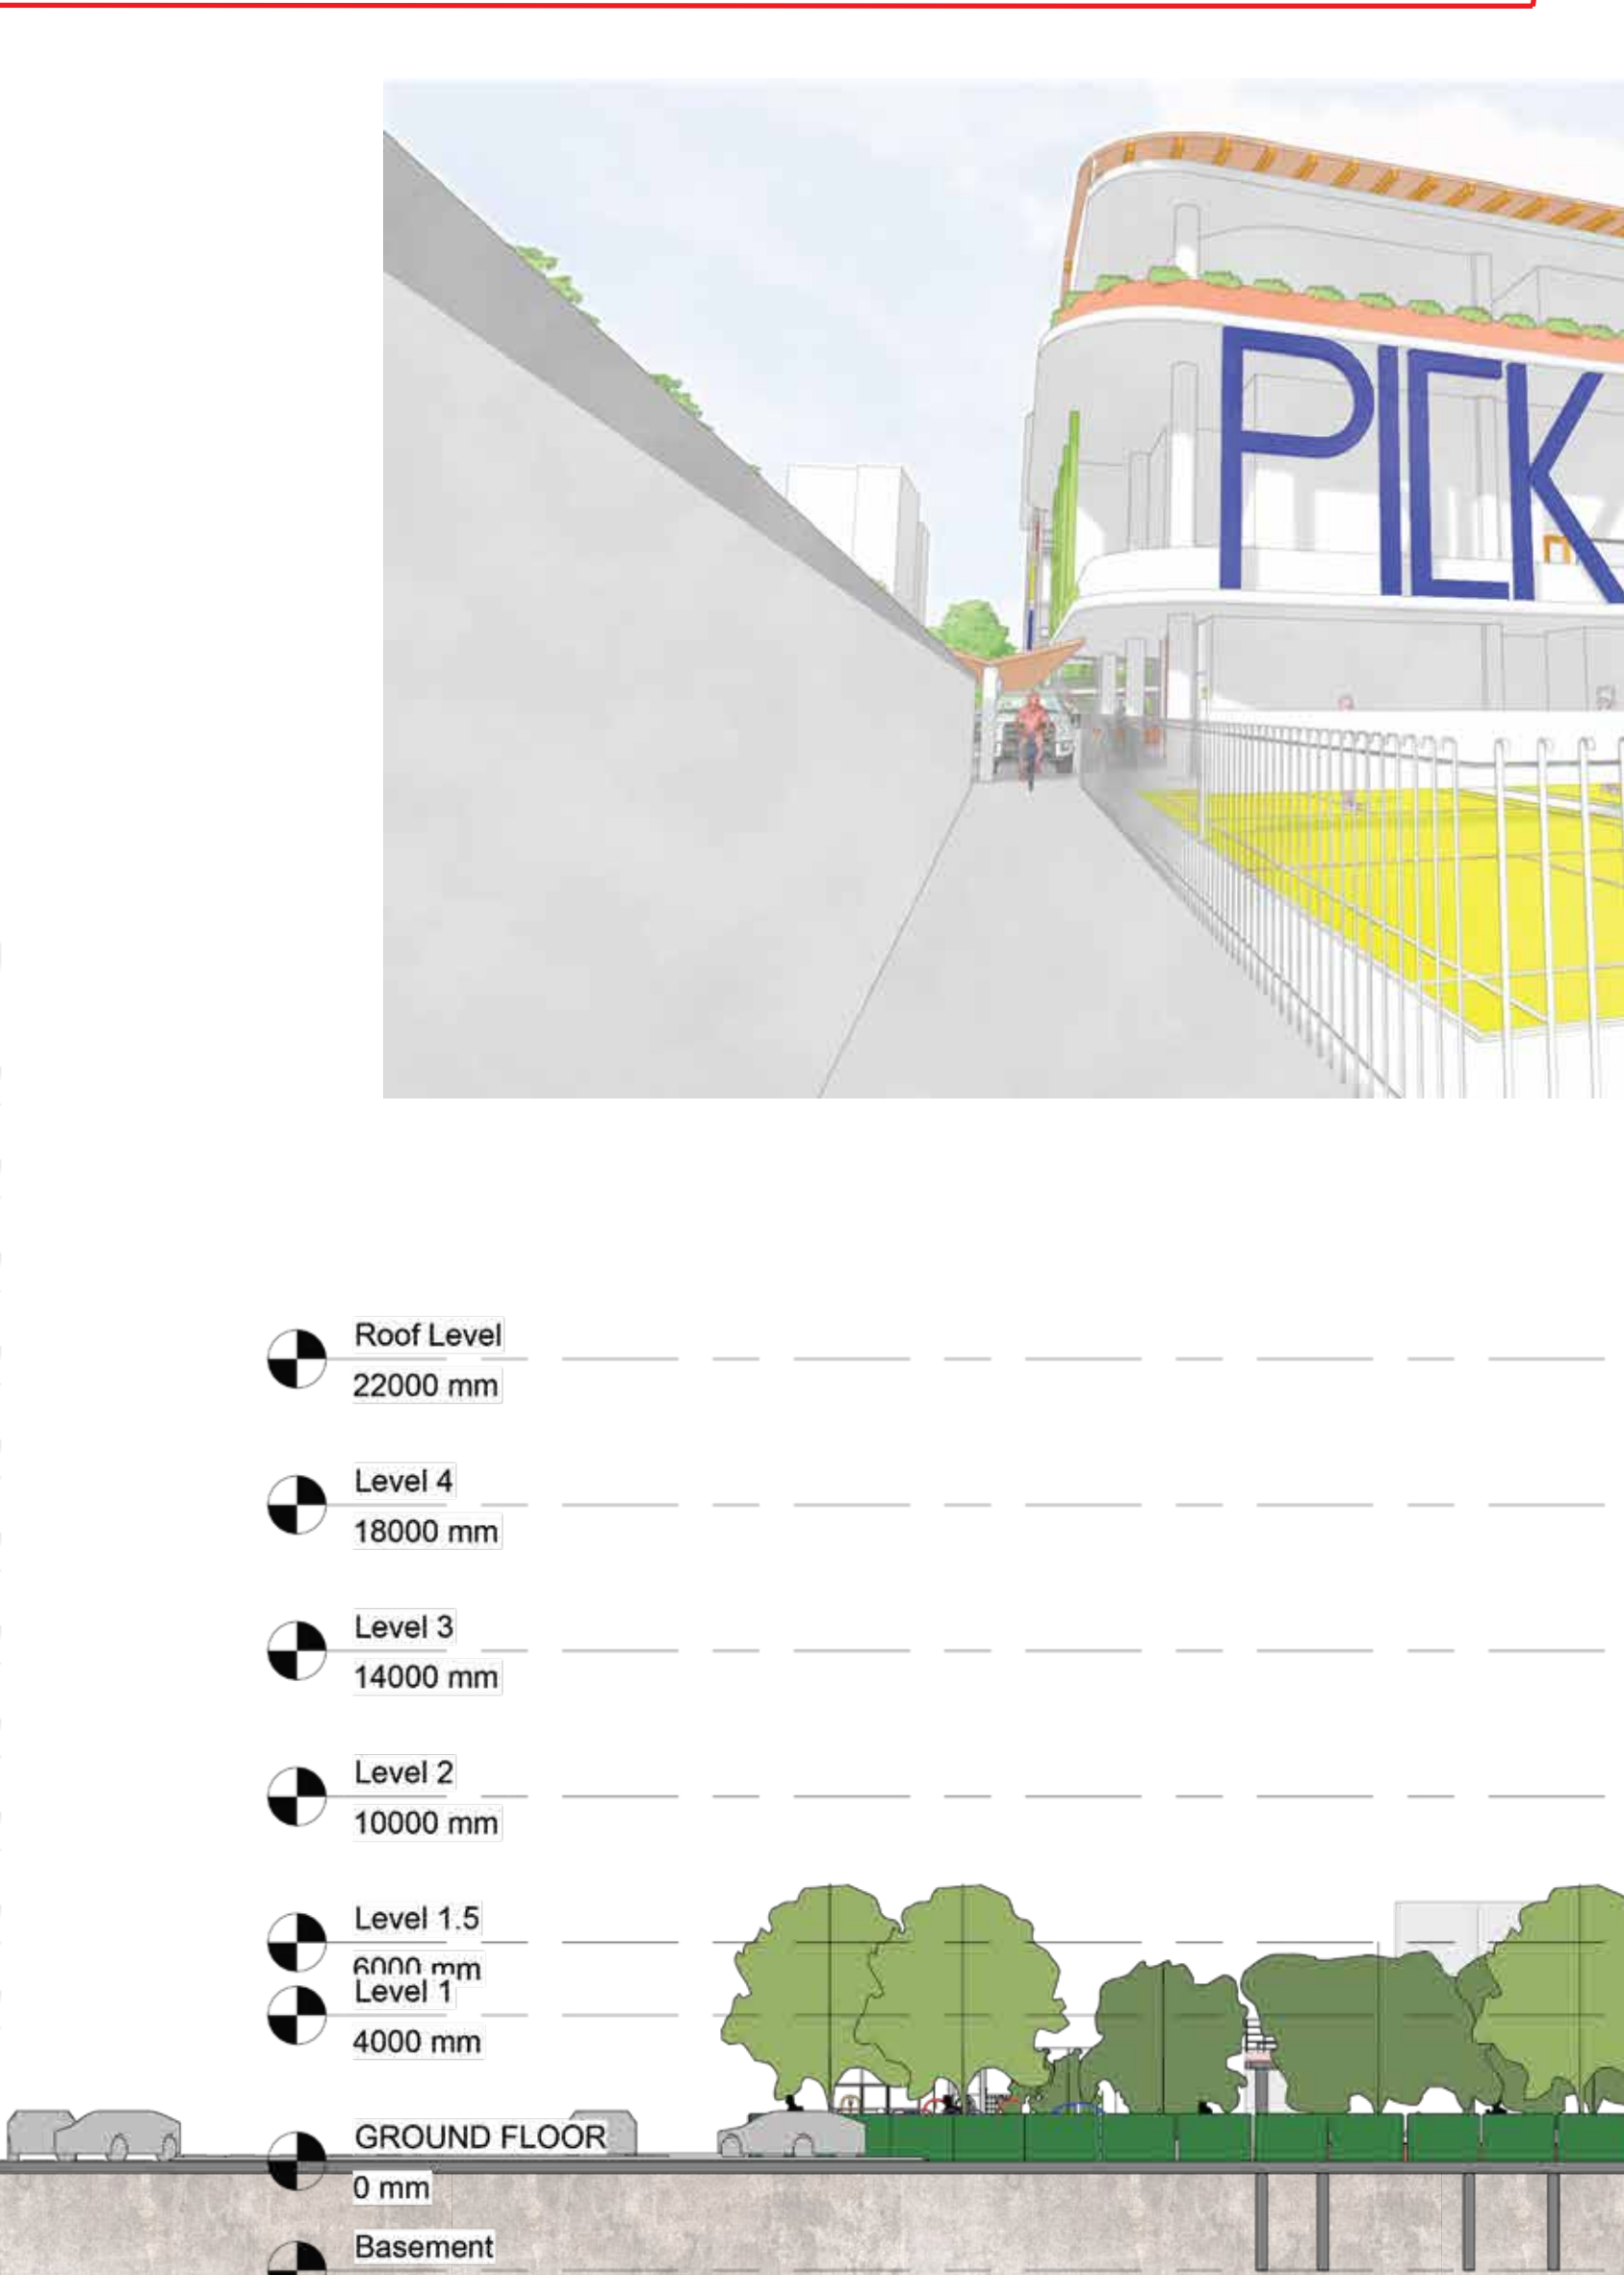 PICK
Roof Level
22000 mm
Level 4
18000 mm
Level 3
14000 mm
Level 2
10000 mm
Level 1.5
6000 mm
Level 1
4000 mm
GROUND FLOOR
0 mm
Basement